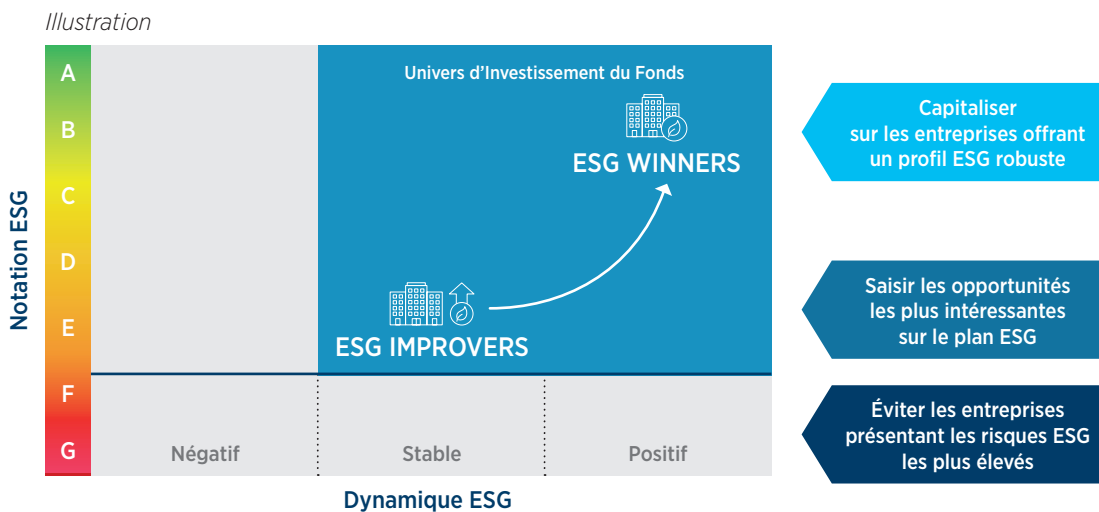 Illustration
Notation ESG
A
B
C
D
E
F
G
Univers d'Investissement du Fonds
ESG WINNERS
ESG IMPROVERS
Négatif
Stable
Positif
Dynamique ESG
Capitaliser
sur les entreprises offrant
un profil ESG robuste
Saisir les opportunités
les plus intéressantes
sur le plan ESG
Éviter les entreprises
présentant les risques ESG
les plus élevés